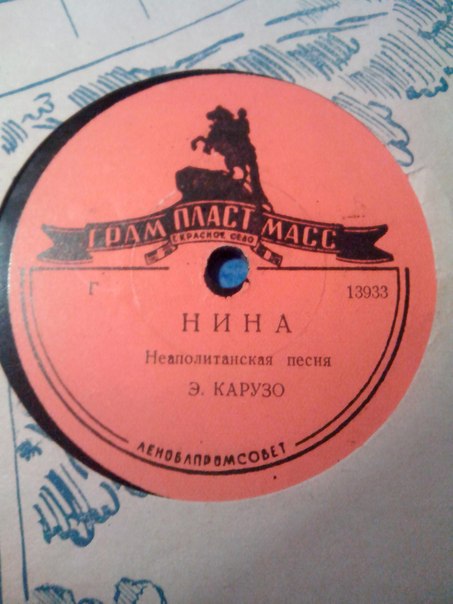 ГРАМ ПЛАСТ МАСС
г. КРАСНОЕ СЕЛО
Г 13933
НИНА
Неаполитанская песня
Э. КАРУЗО
ЛЕНОБЛПРОМСОВЕТ